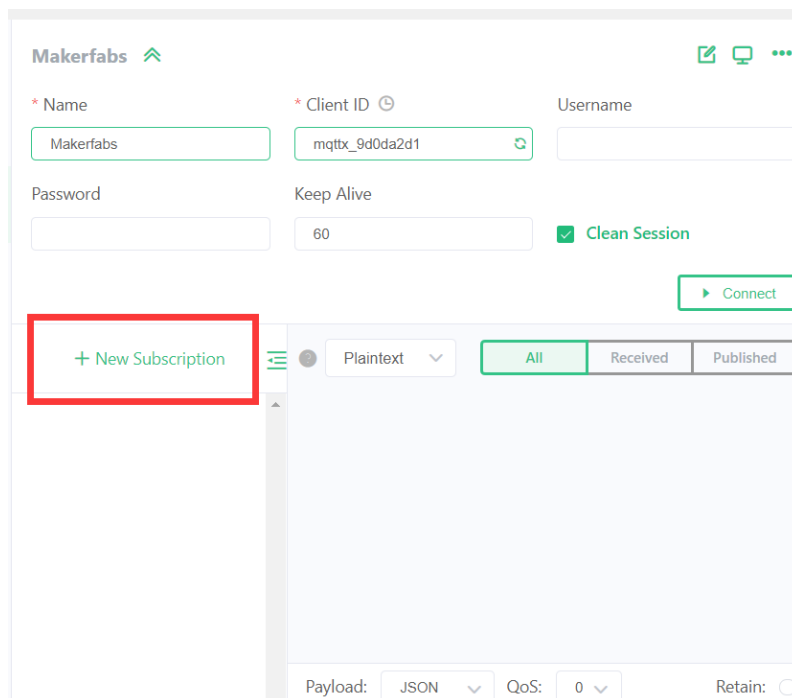 Makerfabs
* Name
* Client ID
Username
Makerfabs
mqttx_9d0da2d1
Password
Keep Alive
60
Clean Session
Connect
+ New Subscription
Plaintext
All
Received
Published
Payload:
JSON
QoS:
0
Retain: